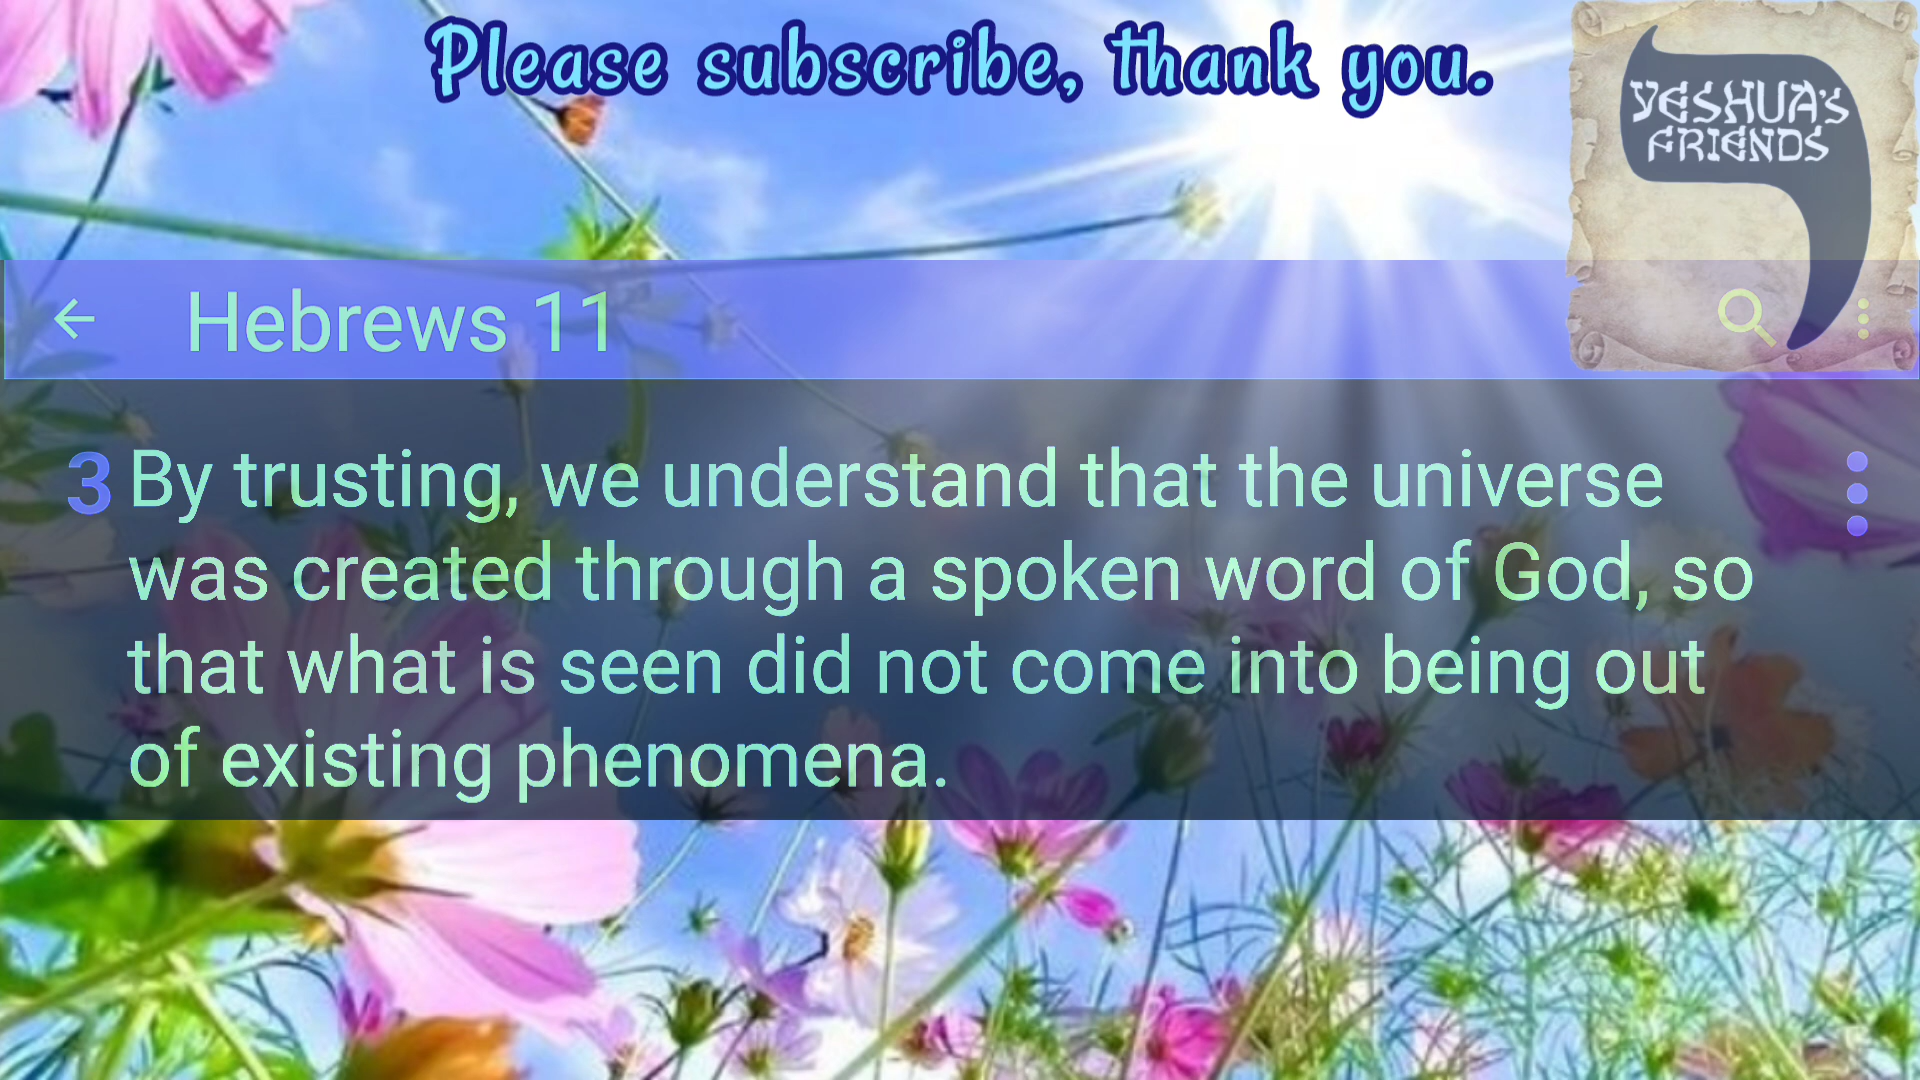 Please subscribe, thank you.
YESHUA'S
FRIENDS
Hebrews 11
3 By trusting, we understand that the universe
was created through a spoken word of God, so
that what is seen did not come into being out
of existing phenomena.